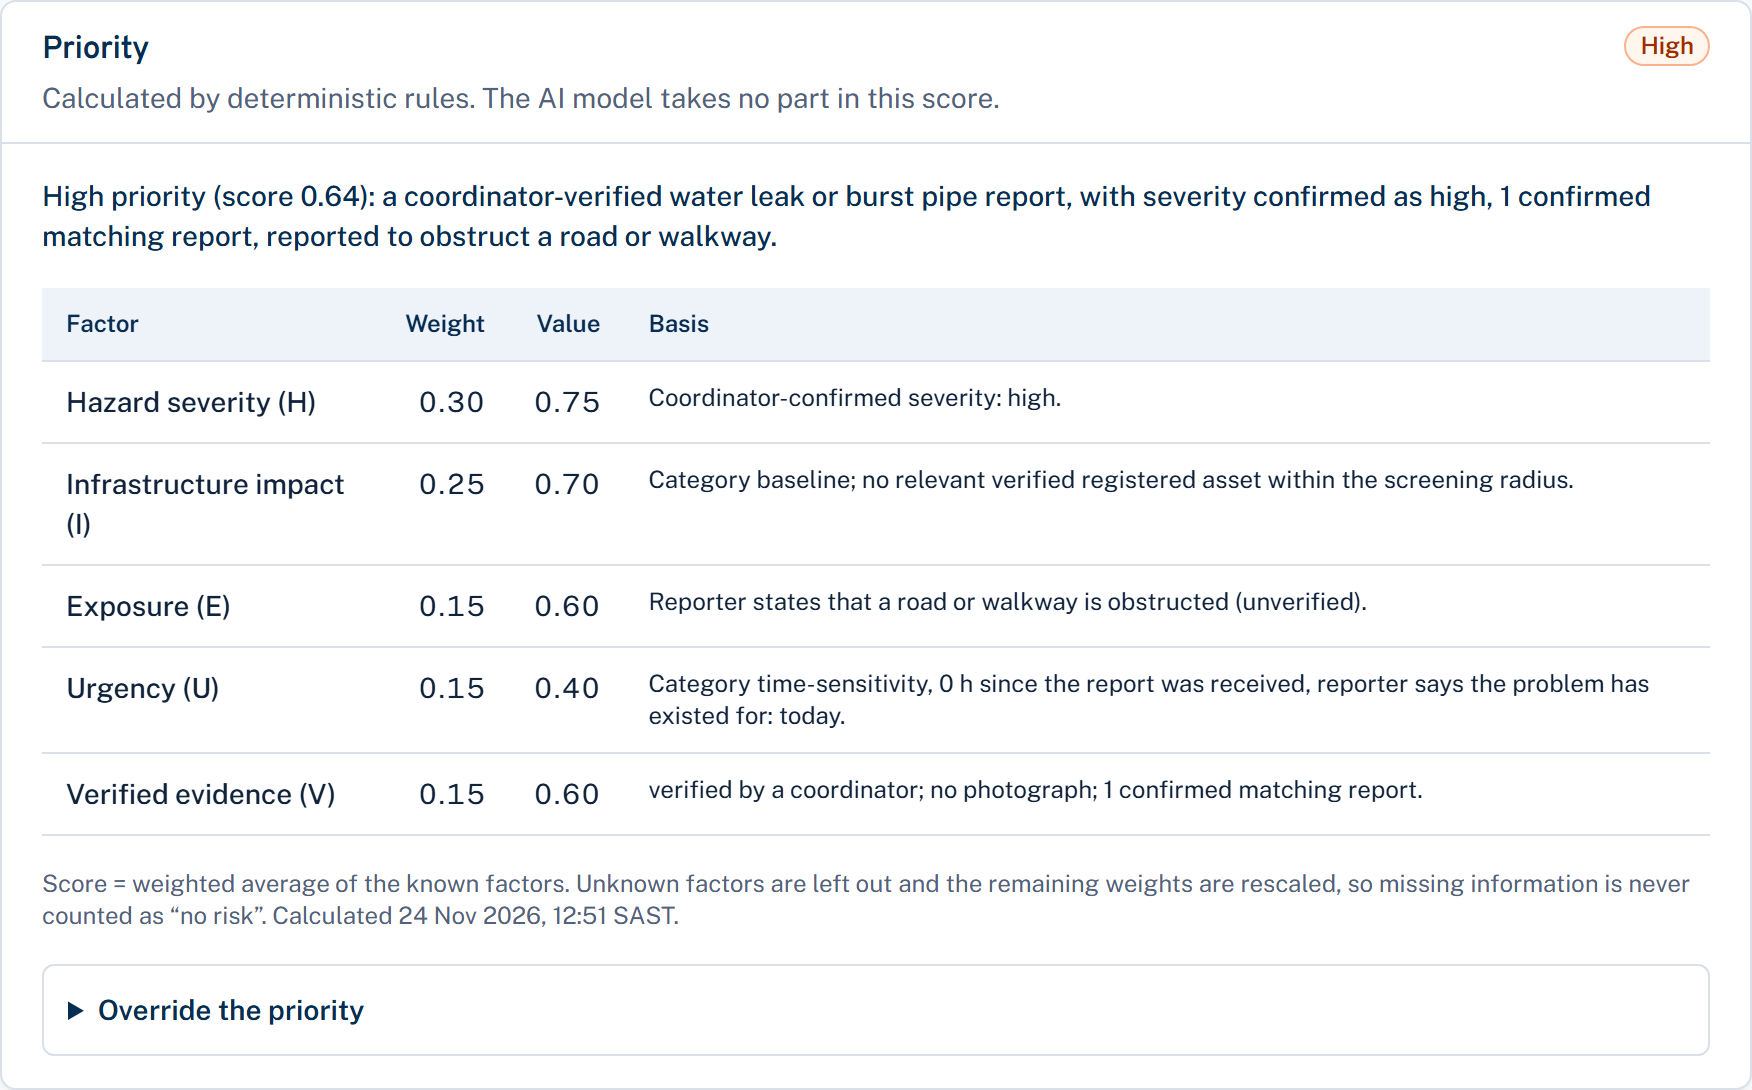 Priority
High
Calculated by deterministic rules. The AI model takes no part in this score.
High priority (score 0.64): a coordinator-verified water leak or burst pipe report, with severity confirmed as high, 1 confirmed
matching report, reported to obstruct a road or walkway.
Factor Weight Value Basis
Hazard severity (H) 0.30 0.75 Coordinator-confirmed severity: high.
Infrastructure impact 0.25 0.70 Category baseline; no relevant verified registered asset within the screening radius.
(I)
Exposure (E) 0.15 0.60 Reporter states that a road or walkway is obstructed (unverified).
Urgency (U) 0.15 0.40 Category time-sensitivity, 0 h since the report was received, reporter says the problem has
existed for: today.
Verified evidence (V) 0.15 0.60 verified by a coordinator; no photograph; 1 confirmed matching report.
Score = weighted average of the known factors. Unknown factors are left out and the remaining weights are rescaled, so missing information is never
counted as “no risk”. Calculated 24 Nov 2026, 12:51 SAST.
Override the priority